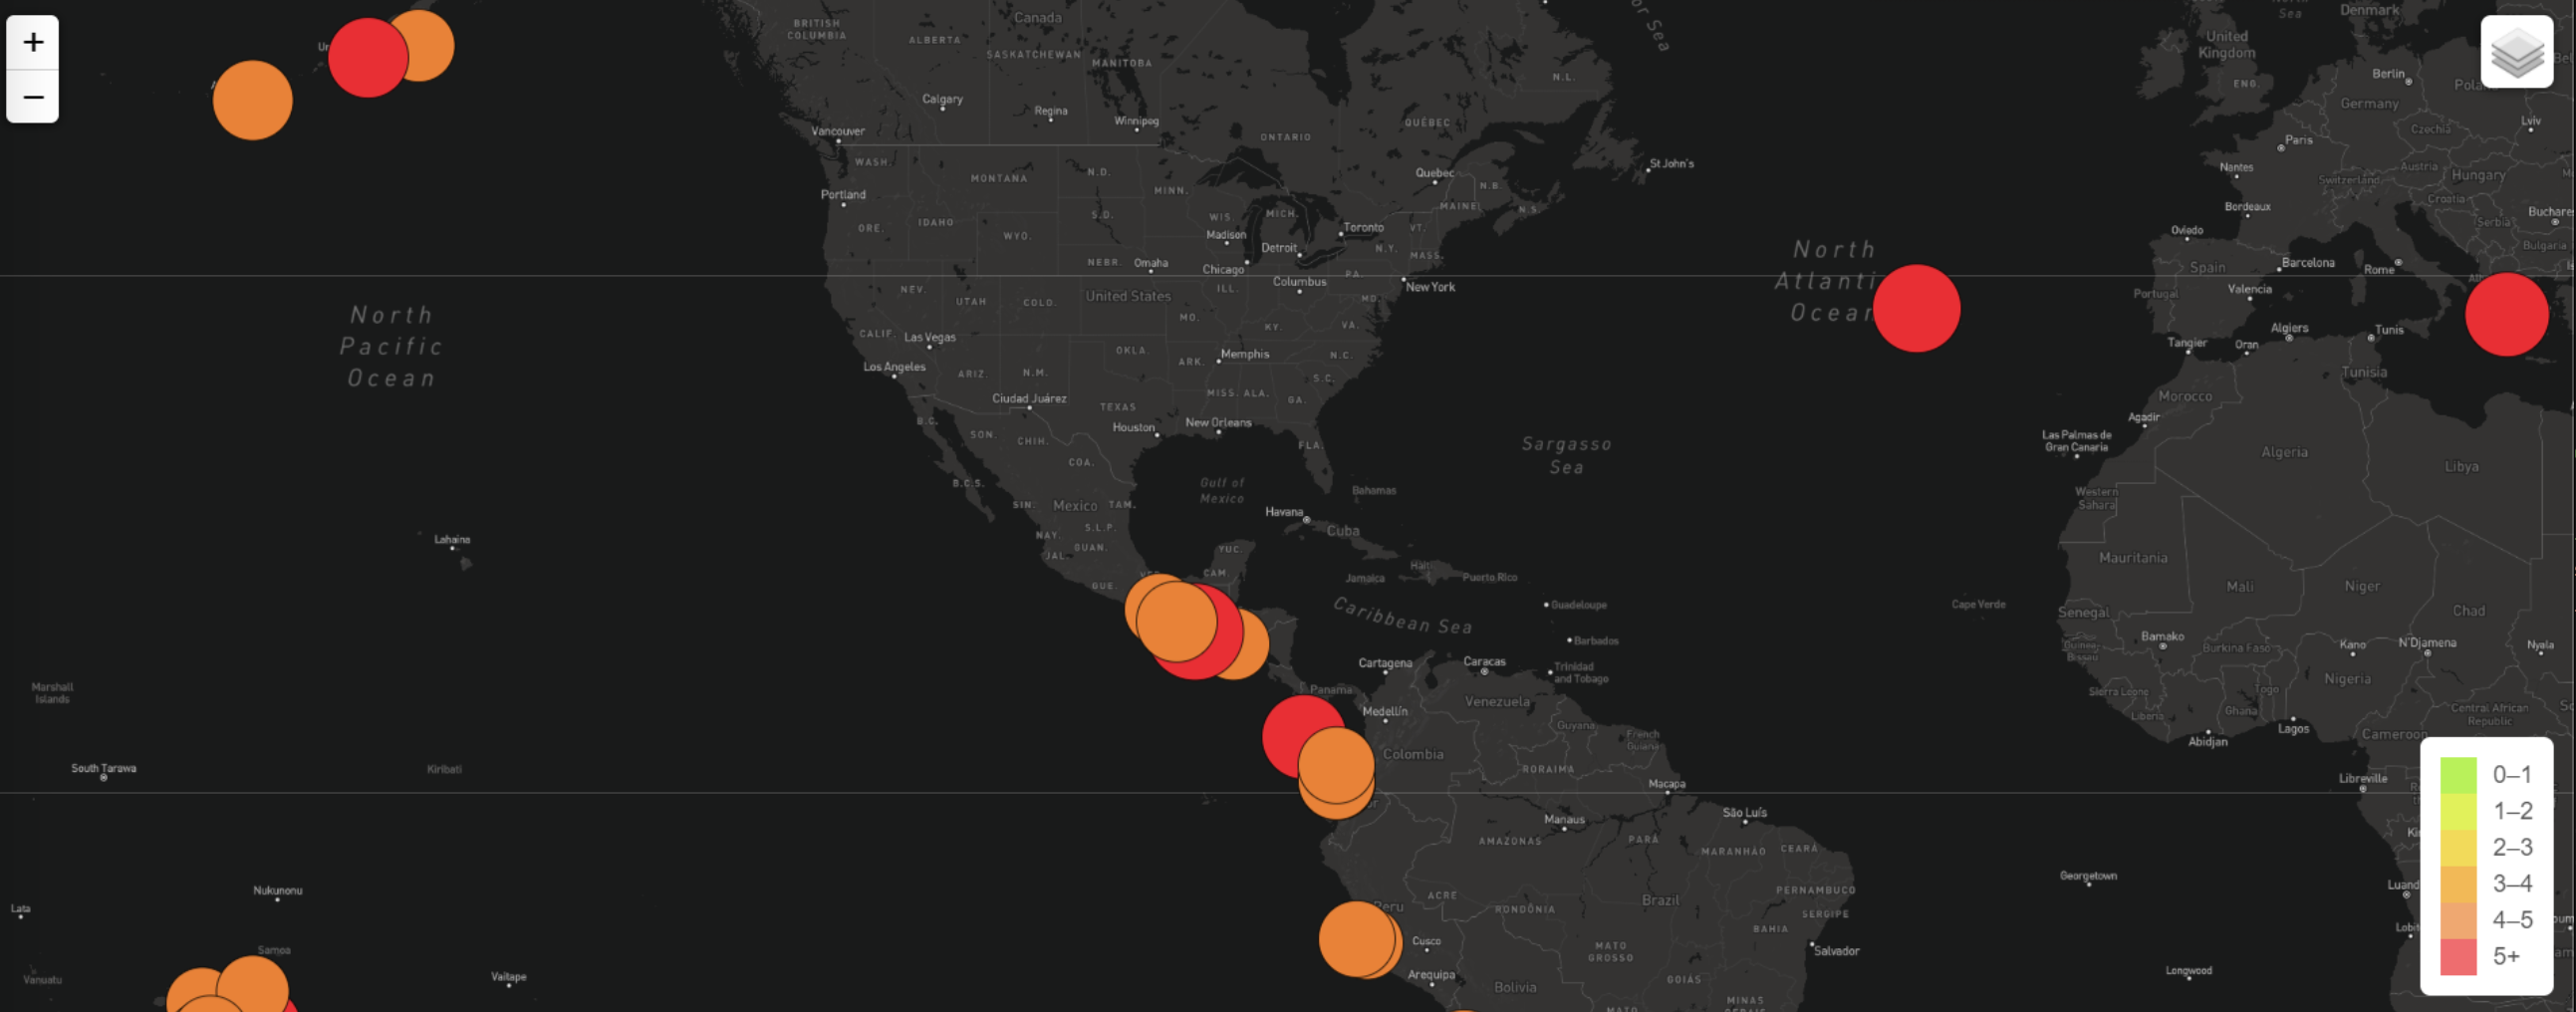 +
−
BRITISH
COLUMBIA
Canada
ALBERTA
SASKATCHEWAN
MANITOBA
Calgary
Regina
Winnipeg
Vancouver
ONTARIO
QUÉBEC
N.L.
St John's
Quebec
N.B.
MAINE
N.S.
WASH.
MONTANA
N.D.
MINN.
Portland
ORE.
IDAHO
WYO.
S.D.
WIS
MICH.
Madison
Detroit
Toronto
VT.
N.Y.
MASS.
NEBR.
Omaha
Chicago
PA.
Columbus
New York
NEV.
UTAH
COLO.
United States
ILL.
MD.
MO.
KY.
VA.
CALIF.
Las Vegas
OKLA.
ARK.
Memphis
N.C.
Los Angeles
ARIZ.
N.M.
MISS.
ALA.
GA.
S.C.
Ciudad Juárez
TEXAS
B.C.
SON.
CHIH.
Houston
New Orleans
FLA.
COA.
B.C.S.
SIN.
Mexico
TAM.
Gulf of
Mexico
Bahamas
S.L.P.
NAY.
JAL.
GUAN.
Havana
Cuba
YUC.
CAM.
GUE.
Jamaica
Puerto Rico
Guadeloupe
Caribbean Sea
Barbados
Trinidad
and Tobago
North
Pacific
Ocean
Lahaina
Marshall
Islands
South Tarawa
Kiribati
Nukunonu
Lata
Samoa
Vanuatu
Vaitape
North
Atlanti
Ocean
Sargasso
Sea
Cartagena
Caracas
Panama
Medellín
Venezuela
Guyana
French
Guiana
Colombia
RORAIMA
Macapa
Manaus
São Luís
AMAZONAS
PARÁ
MARANHÃO
CEARÁ
Peru
ACRE
RONDÔNIA
Brazil
PERNAMBUCO
SERGIPE
BAHIA
Cusco
MATO
GROSSO
Salvador
Arequipa
Bolivia
GOIÁS
MINAS
Denmark
Sea
United
Kingdom
ENG.
Berlin
Germany
Czechia
Lviv
Paris
Nantes
Austria
Switzerland
Hungary
Croatia
Bordeaux
Serbia
Buchares
Bulgaria
Oviedo
Spain
Barcelona
Rome
Portugal
Valencia
Algiers
Tunis
Tangier
Oran
Tunisia
Morocco
Agadir
Las Palmas de
Gran Canaria
Algeria
Libya
Western
Sahara
Mauritania
Mali
Niger
Chad
Cape Verde
Senegal
Bamako
Burkina Faso
Kano
N'Djamena
Nyala
Sierra Leone
Togo
Nigeria
Liberia
Ghana
Central African
Republic
Abidjan
Lagos
Cameroon
Libreville
Georgetown
Luand
Lobit
Longwood
0–1
1–2
2–3
3–4
4–5
5+